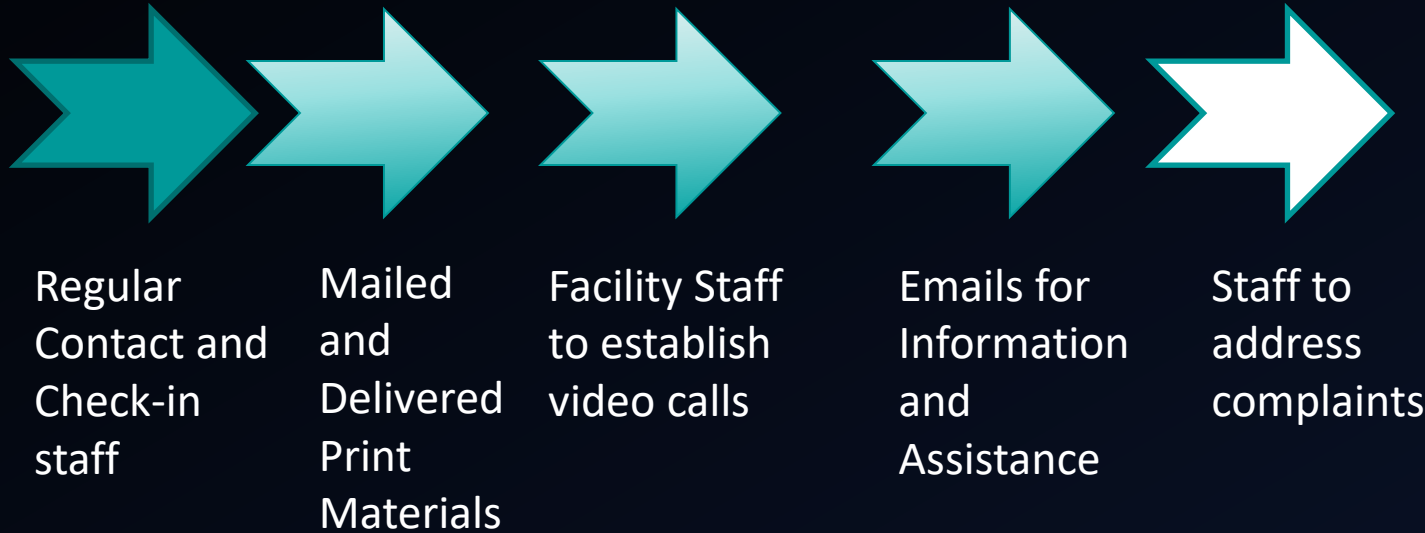 Regular
Contact and
Check-in
staff
Mailed
and
Delivered
Print
Materials
Facility Staff
to establish
video calls
Emails for
Information
and
Assistance
Staff to
address
complaints